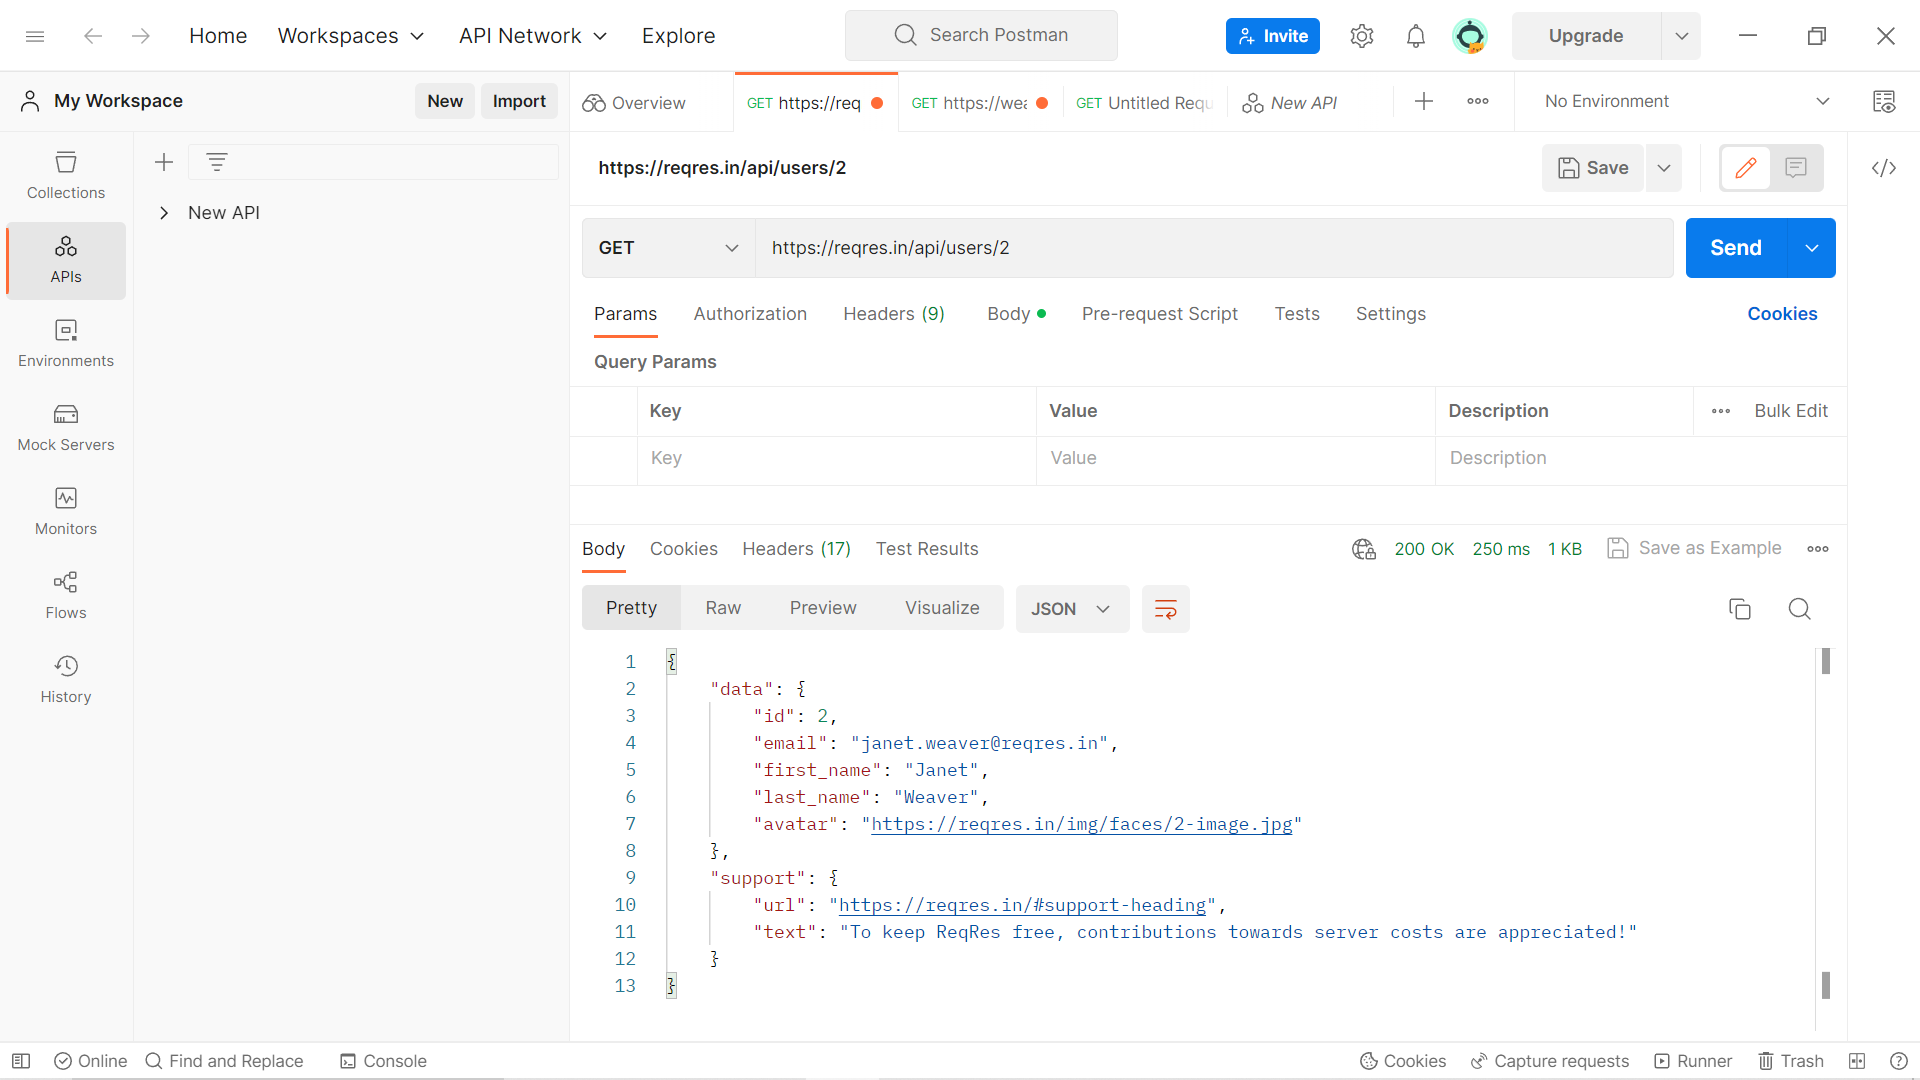 Home Workspaces API Network Explore Search Postman Invite Upgrade
My Workspace New Import Overview GET https://req GET https://wea GET Untitled Requ New API No Environment
https://reqres.in/api/users/2 Save
Collections
New API
APIs
GET https://reqres.in/api/users/2 Send
Environments
Params Authorization Headers (9) Body Pre-request Script Tests Settings Cookies
Query Params
Key Value Description Bulk Edit
Mock Servers
Key Value Description
Monitors
Body Cookies Headers (17) Test Results 200 OK 250 ms 1 KB Save as Example
Flows
Pretty Raw Preview Visualize JSON
History
1 {
2 "data": {
3 "id": 2,
4 "email": "janet.weaver@reqres.in",
5 "first_name": "Janet",
6 "last_name": "Weaver",
7 "avatar": "https://reqres.in/img/faces/2-image.jpg"
8 },
9 "support": {
10 "url": "https://reqres.in/#support-heading",
11 "text": "To keep ReqRes free, contributions towards server costs are appreciated!"
12 }
13 }
Online Find and Replace Console Cookies Capture requests Runner Trash